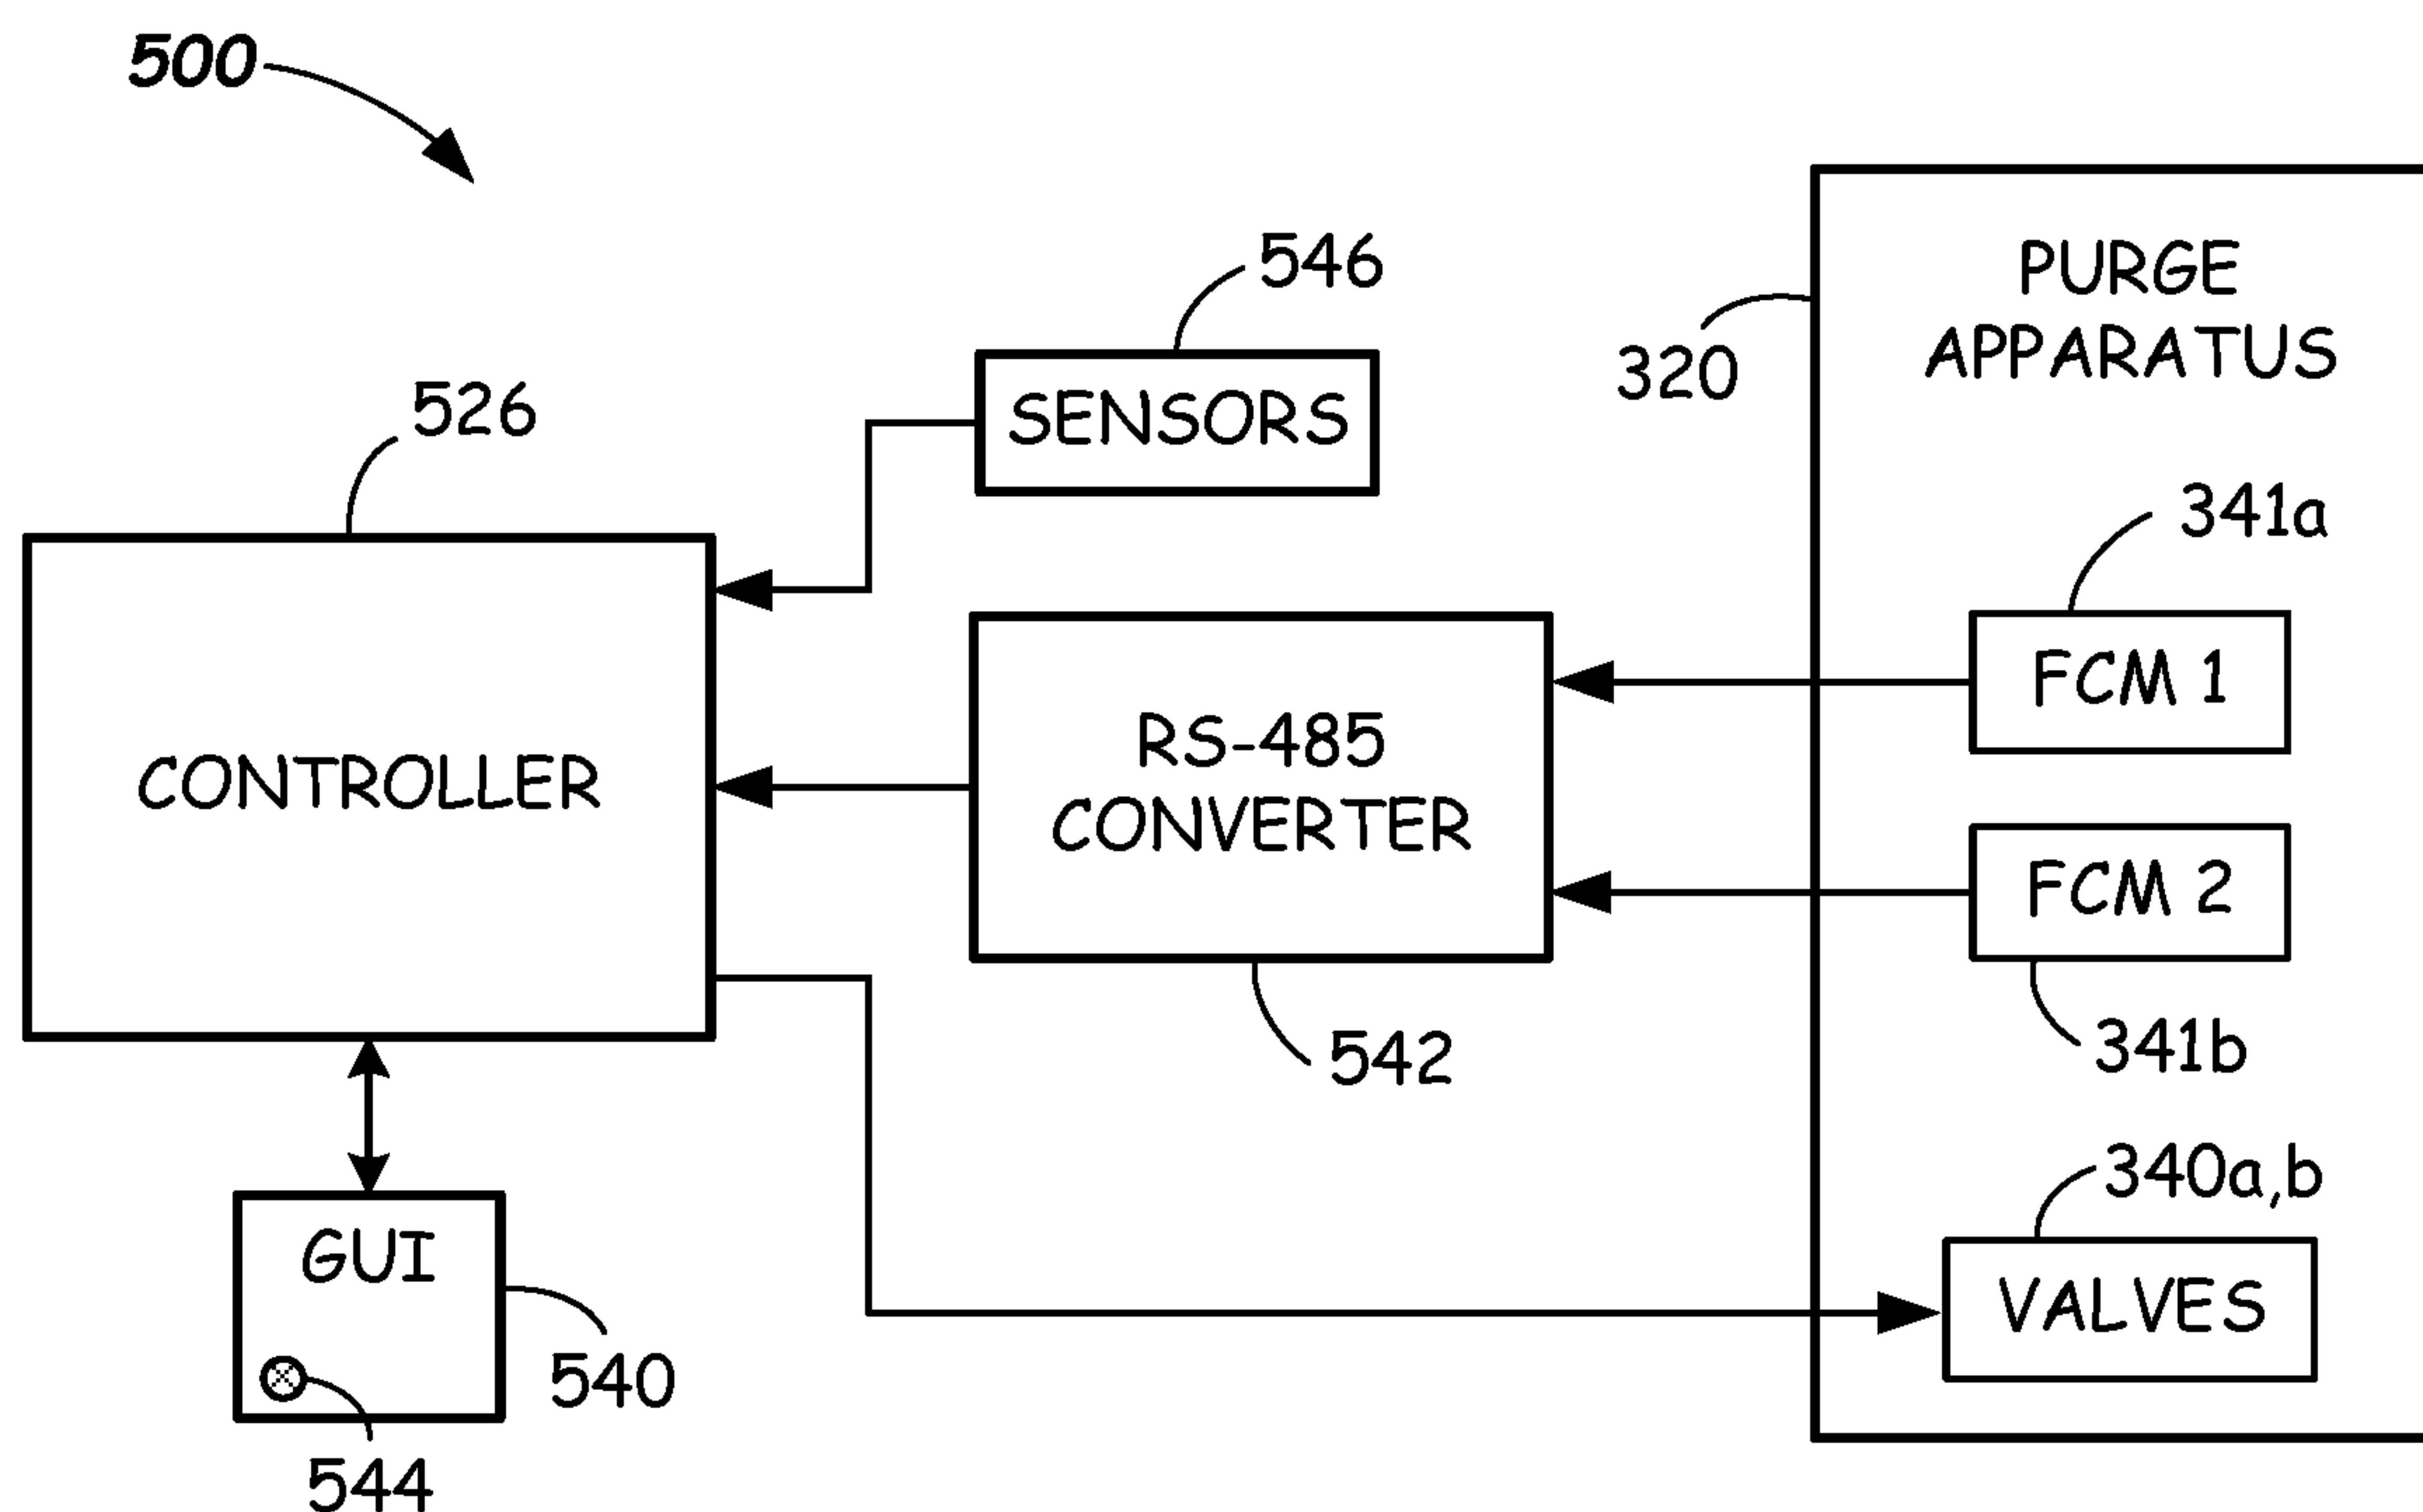 500
546
SENSORS
526
CONTROLLER
320
PURGE
APPARATUS
341a
FCM 1
RS-485
CONVERTER
542
FCM 2
341b
340a,b
VALVES
GUI
540
544